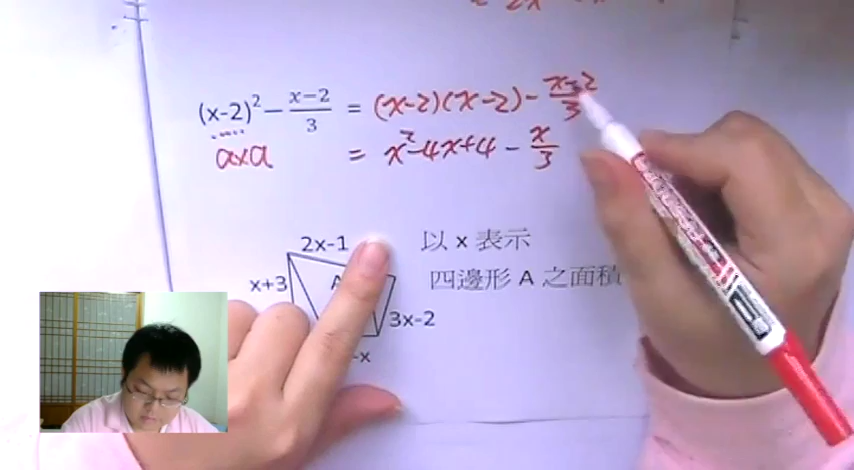 (x-2)² - x-2/3 = (x-2)(x-2) - x-2/3
axa = x²-4x+4 - x/3
2x-1
以 x 表示
x+3
A
四邊形 A 之面積
3x-2
-x